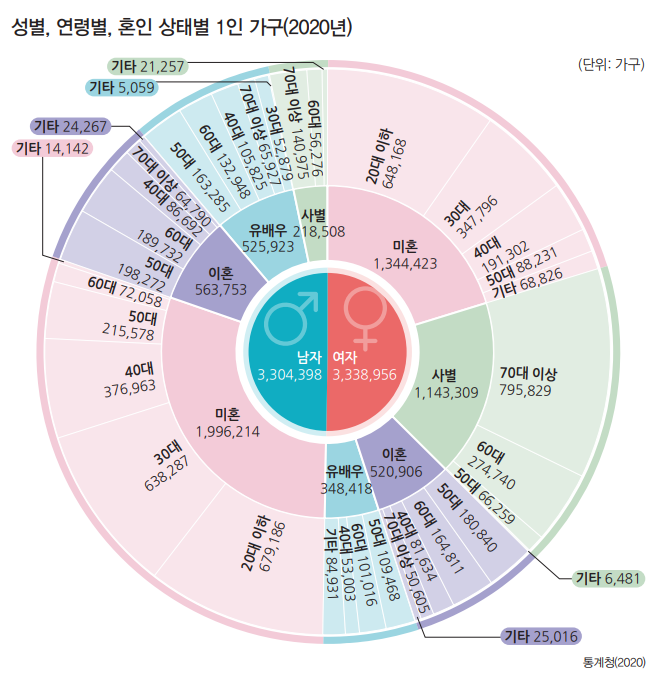 성별, 연령별, 혼인 상태별 1인 가구(2020년)
(단위: 가구)
기타 21,257
기타 5,059
기타 24,267
기타 14,142
남자
3,304,398
여자
3,338,956
미혼
1,344,423
20대 이하
648,168
30대
347,796
40대
191,302
50대 88,231
기타 68,826
사별
1,143,309
70대 이상
795,829
60대
274,740
50대 66,259
기타 6,481
이혼
520,906
50대 180,840
60대 164,811
40대 81,634
70대 이상 50,605
기타 25,016
유배우
348,418
50대 109,468
60대 101,016
40대 53,003
기타 84,931
미혼
1,996,214
20대 이하
679,186
30대
638,287
40대
376,963
50대
215,578
60대 72,058
이혼
563,753
50대
198,272
60대
189,732
40대 86,692
70대 이상 64,790
유배우
525,923
50대 163,285
60대 132,948
40대 105,825
70대 이상 65,927
30대 52,879
사별
218,508
70대 이상 140,975
60대 56,276
통계청(2020)